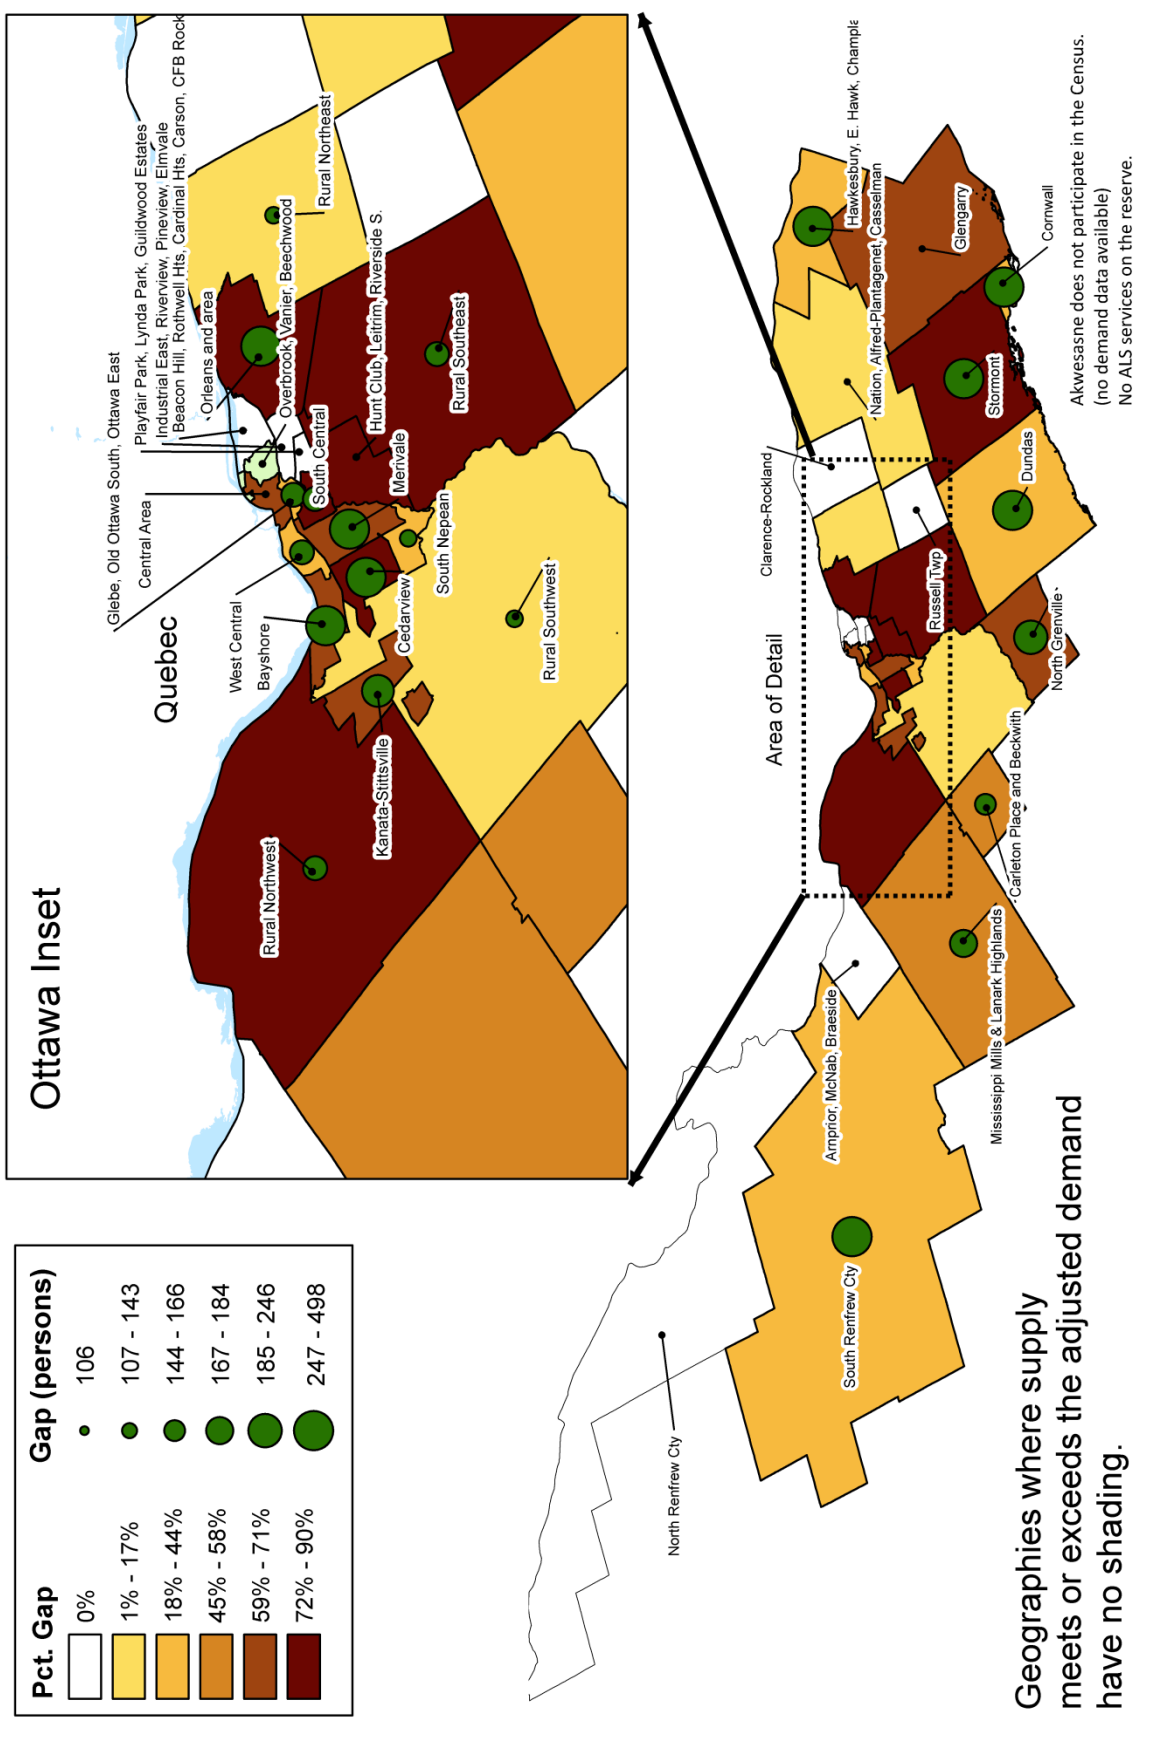 Pct. Gap
Gap (persons)
0%
1% - 17%
18% - 44%
45% - 58%
59% - 71%
72% - 90%
106
107 - 143
144 - 166
167 - 184
185 - 246
247 - 498
Ottawa Inset
Quebec
Glebe, Old Ottawa South, Ottawa East
Central Area
West Central
Bayshore
Playfair Park, Lynda Park, Guildwood Estates
Industrial East, Riverview, Pineview, Elmvale
Beacon Hill, Rothwell Hts, Cardinal Hts, Carson, CFB Rock
Orleans and area
Overbrook, Vanier, Beechwood
Rural Northeast
South Central
Hunt Club, Leitrim, Riverside S.
Merivale
Rural Southeast
South Nepean
Cedarview
Rural Southwest
Kanata-Stittsville
Rural Northwest
Area of Detail
Clarence-Rockland
Hawkesbury, E. Hawk, Champla
Nation, Alfred-Plantagenet, Casselman
Glengarry
Cornwall
Stormont
Dundas
Russell Twp
North Grenville
Carleton Place and Beckwith
Mississippi Mills & Lanark Highlands
Arnprior, McNab, Braeside
South Renfrew Cty
North Renfrew Cty
Akwesasne does not participate in the Census.
(no demand data available)
No ALS services on the reserve.
Geographies where supply
meets or exceeds the adjusted demand
have no shading.